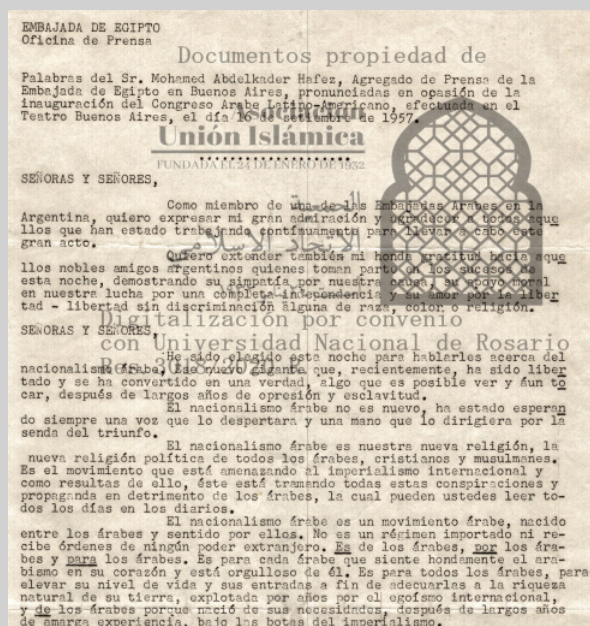 EMBAJADA DE EGIPTO
Oficina de Prensa
Documentos propiedad de
Palabras del Sr. Mohamed Abdelkader Hafez, Agregado de Prensa de la
Embajada de Egipto en Buenos Aires, pronunciadas en opasión de la
inauguración del Congreso Arabe Latino-Americano, efectuada en el
Teatro Buenos Aires, el día 16 de setiembre de 1957.
Asociación
Unión Islámica
FUNDADA EL 24 DE ENERO DE 1932
SEÑORAS Y SEÑORES,
الجمعية
الاتحاد الاسلامي
Como miembro de una de las Embajadas Arabes en la
Argentina, quiero expresar mi gran admiración y agradecer a todos aque
llos que han estado trabajando contínuamente para llevar a cabo este
gran acto.
Quiero extender también mi honda gratitud hacia aque
llos nobles amigos argentinos quienes toman parte en los sucesos de
esta noche, demostrando su simpatía por nuestra causa, su apoyo moral
en nuestra lucha por una completa independencia y su amor por la liber
tad - libertad sin discriminación alguna de raza, color o religión.
Digitalización por convenio
con Universidad Nacional de Rosario
SEÑORAS Y SEÑORES,
He sido elegido esta noche para hablarles acerca del
nacionalismo árabe, ese nuevo gigante que, recientemente, ha sido liber
tado y se ha convertido en una verdad, algo que es posible ver y áun to
car, después de largos años de opresión y esclavitud.
El nacionalismo árabe no es nuevo, ha estado esperan
do siempre una voz que lo despertara y una mano que lo dirigiera por la
senda del triunfo.
El nacionalismo árabe es nuestra nueva religión, la
nueva religión política de todos los árabes, cristianos y musulmanes.
Es el movimiento que está amenazando al imperialismo internacional y
como resultas de ello, éste está tramando todas estas conspiraciones y
propaganda en detrimento de los árabes, la cual pueden ustedes leer to-
dos los días en los diarios.
El nacionalismo árabe es un movimiento árabe, nacido
entre los árabes y sentido por ellos. No es un régimen importado ni re-
cibe órdenes de ningún poder extranjero. Es de los árabes, por los ára-
bes y para los árabes. Es para cada árabe que siente hondamente el ara-
bismo en su corazón y está orgulloso de él. Es para todos los árabes, para
elevar su nivel de vida y sus entradas a fin de adecuarlas a la riqueza
natural de su tierra, explotada por años por el egoísmo internacional,
y de los árabes porque nació de sus necesidades, después de largos años
de amarga experiencia, bajo las botas del imperialismo.